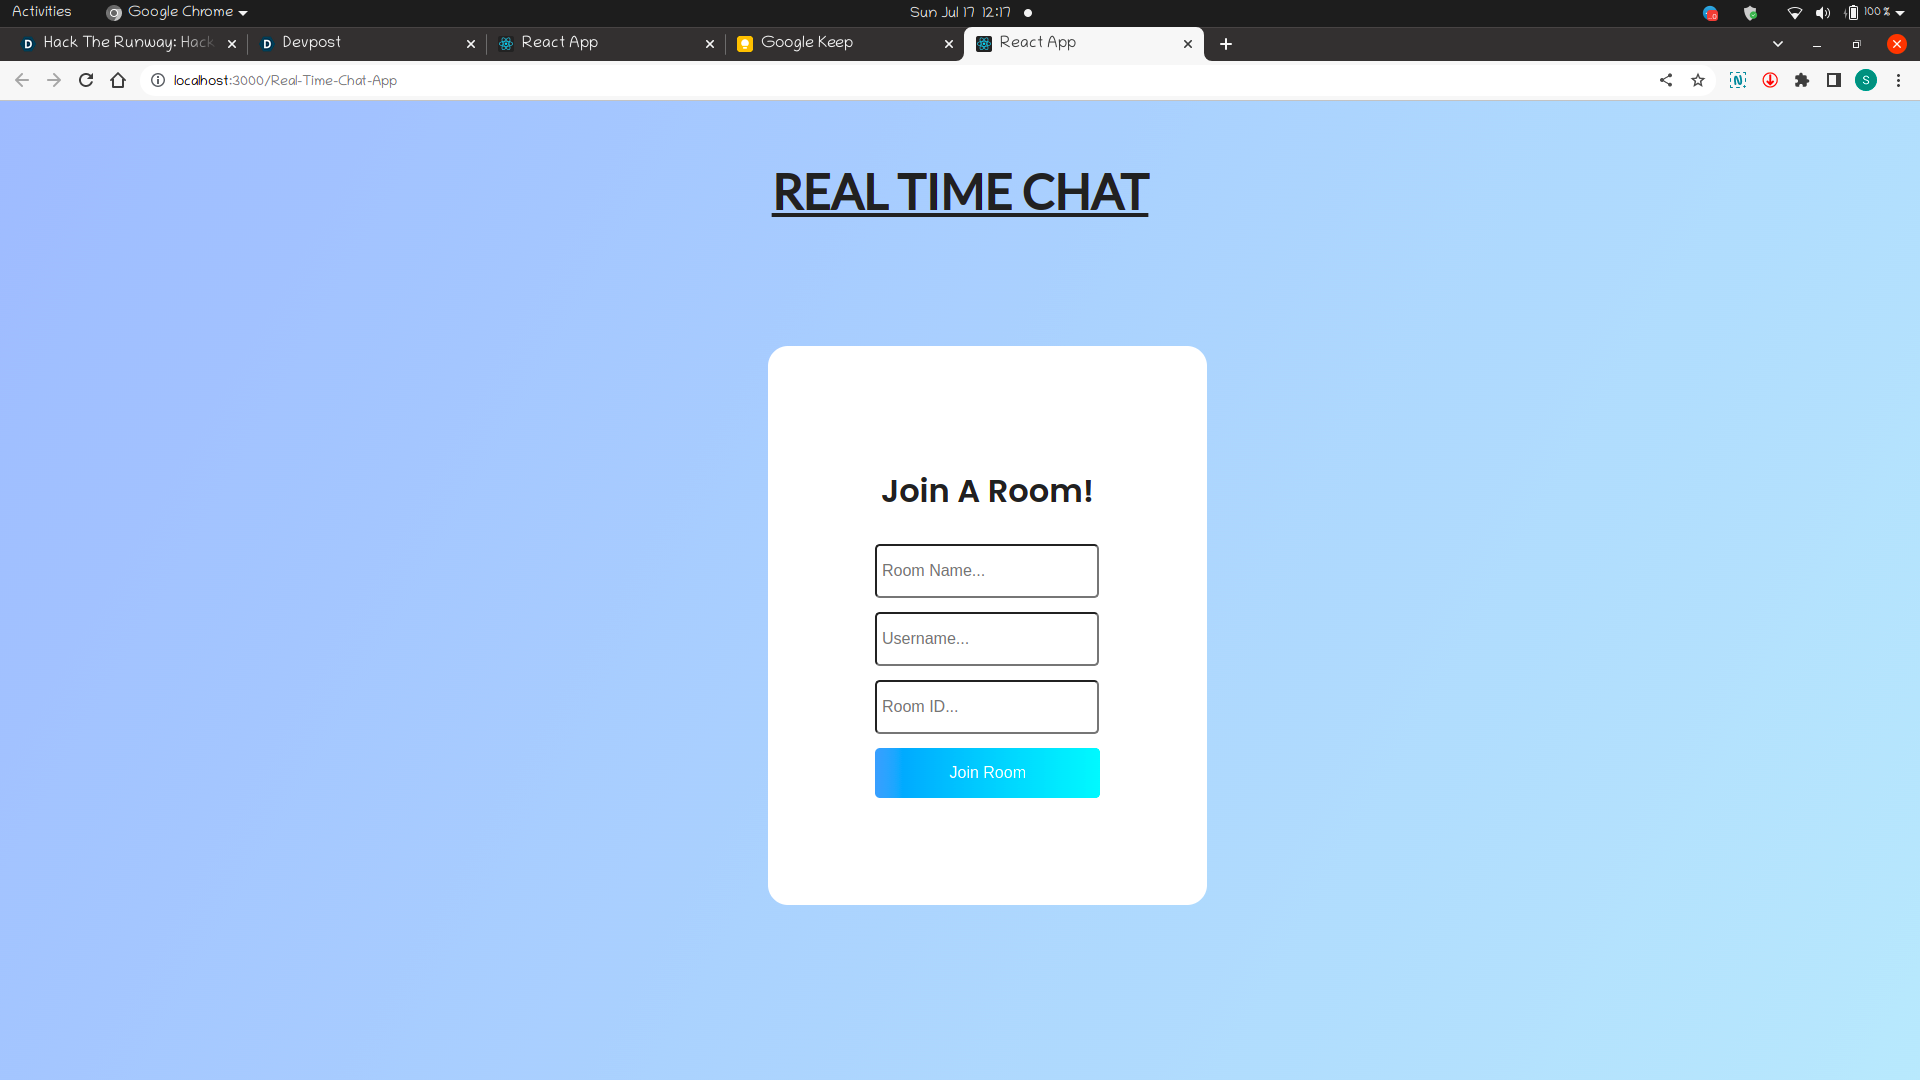 Activities
Google Chrome
Sun Jul 17 12:17
100 %
Hack The Runway: Hack
Devpost
React App
Google Keep
React App
localhost:3000/Real-Time-Chat-App
S
REAL TIME CHAT
Join A Room!
Room Name...
Username...
Room ID...
Join Room